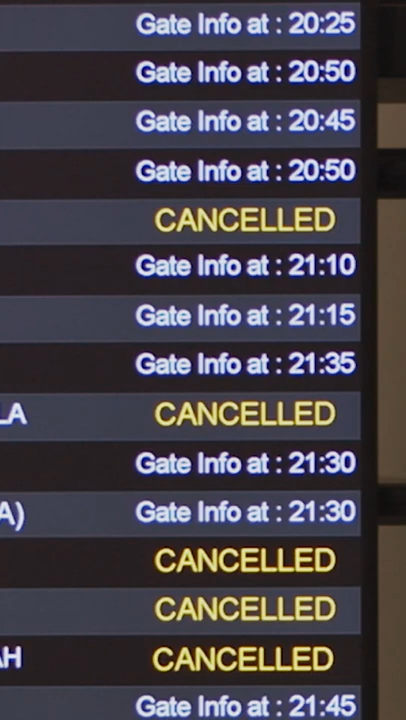 Gate Info at : 20:25
Gate Info at : 20:50
Gate Info at : 20:45
Gate Info at : 20:50
CANCELLED
Gate Info at : 21:10
Gate Info at : 21:15
Gate Info at : 21:35
LA CANCELLED
Gate Info at : 21:30
A) Gate Info at : 21:30
CANCELLED
CANCELLED
AH CANCELLED
Gate Info at : 21:45